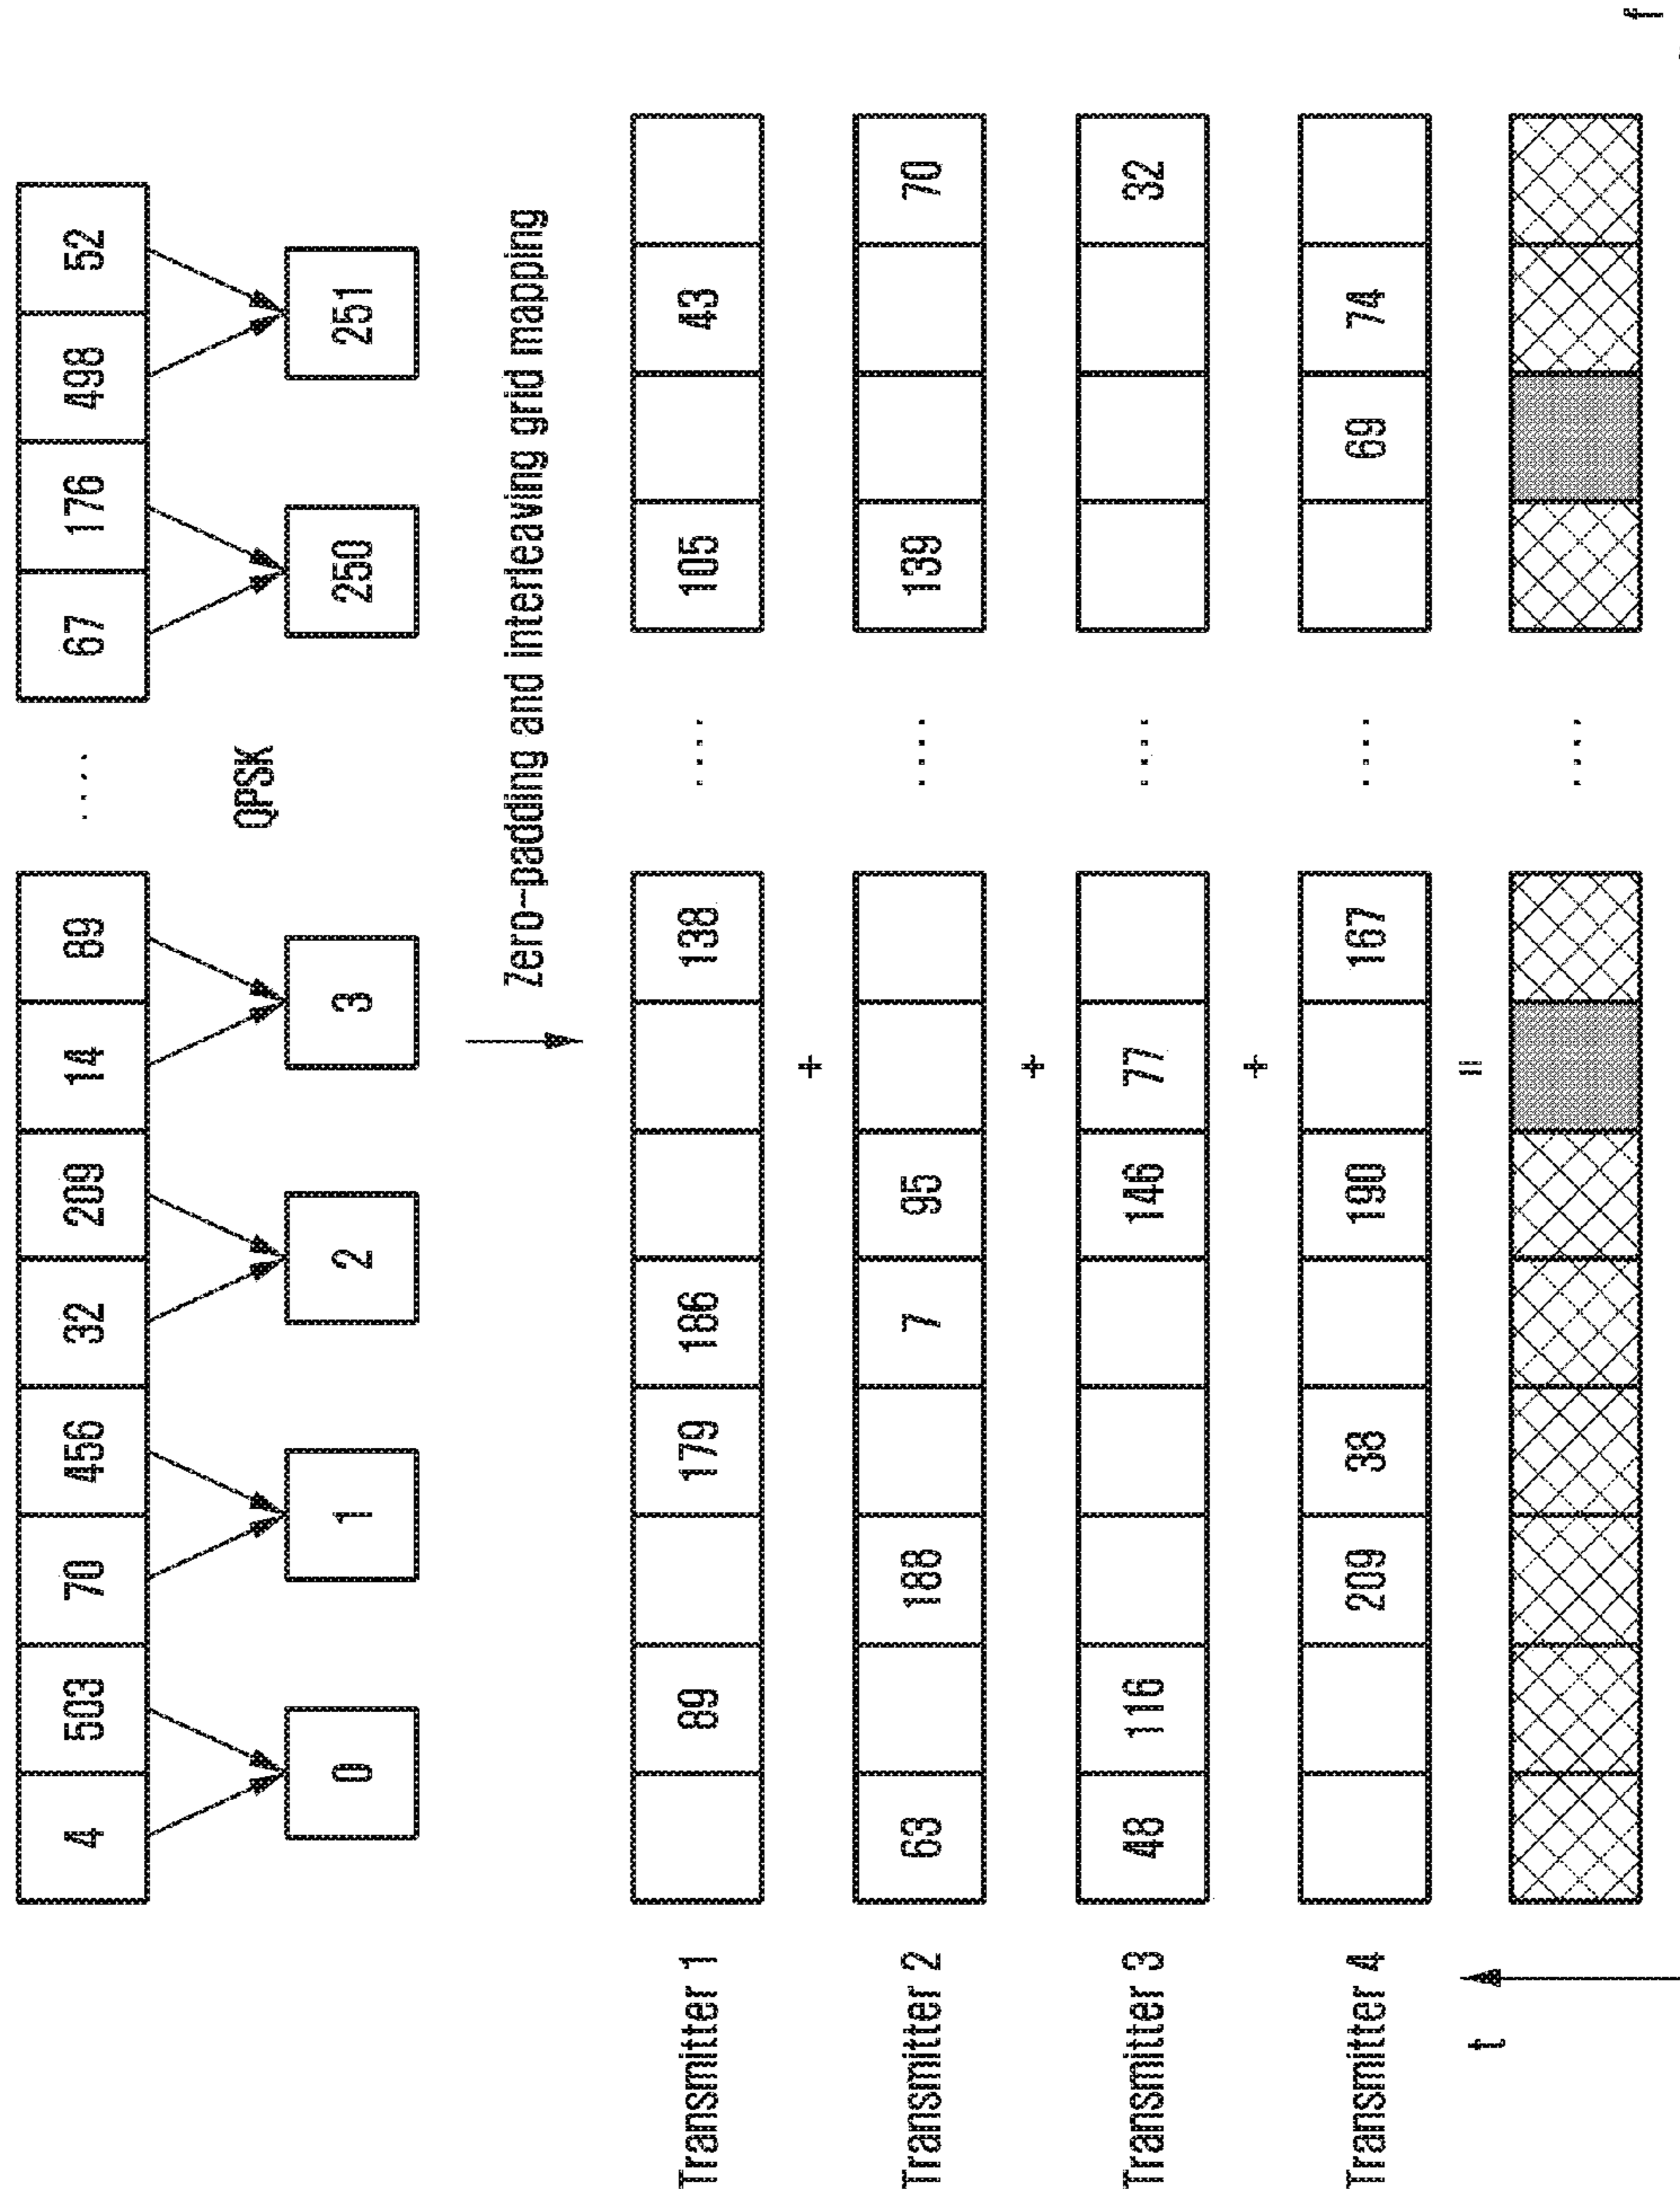 4 503 70 456 32 209 14 89 .... 67 176 498 52
QPSK
0 1 2 3 250 251
Zero-padding and interleaving grid mapping
Transmitter 1 89 179 186 138 .... 105 43
+
Transmitter 2 63 188 7 95 .... 139 70
+
Transmitter 3 48 116 146 77 .... 32
+
Transmitter 4 209 38 190 167 .... 69 74
=
....
t
f